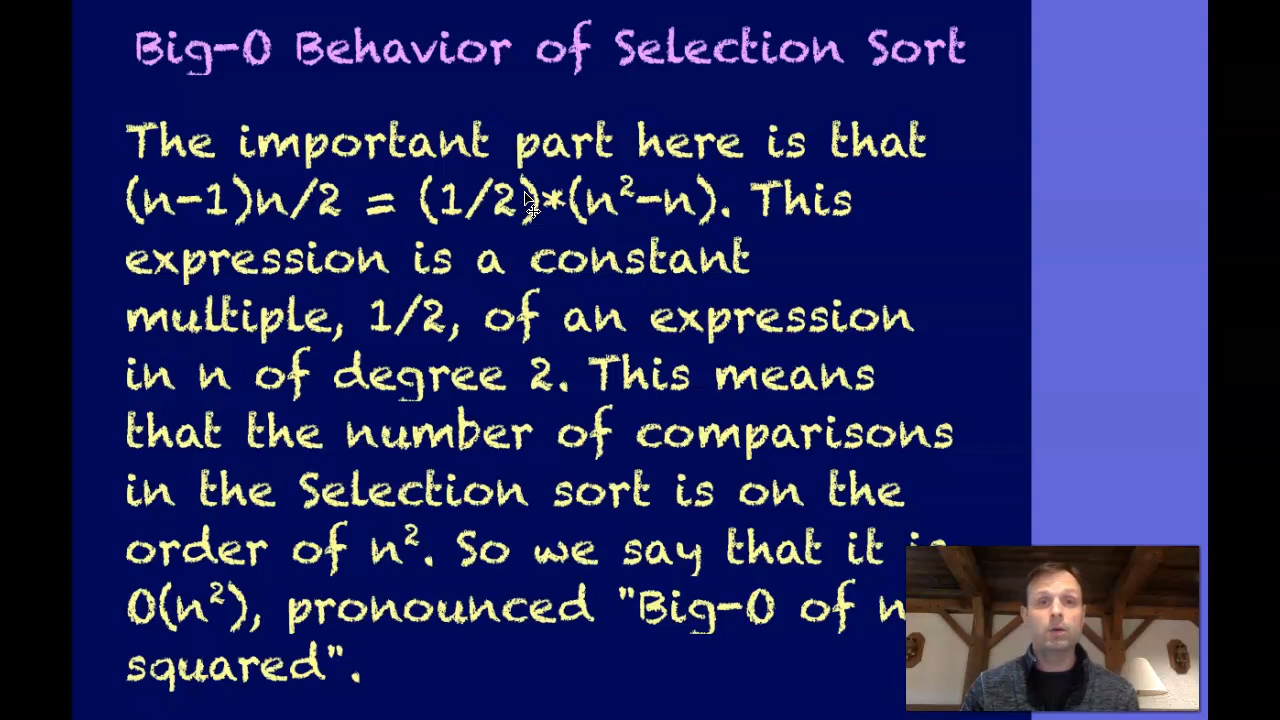 Big-O Behavior of Selection Sort
The important part here is that
(n-1)n/2 = (1/2)*(n²-n). This
expression is a constant
multiple, 1/2, of an expression
in n of degree 2. This means
that the number of comparisons
in the Selection sort is on the
order of n². So we say that it is
O(n²), pronounced "Big-O of n
squared".